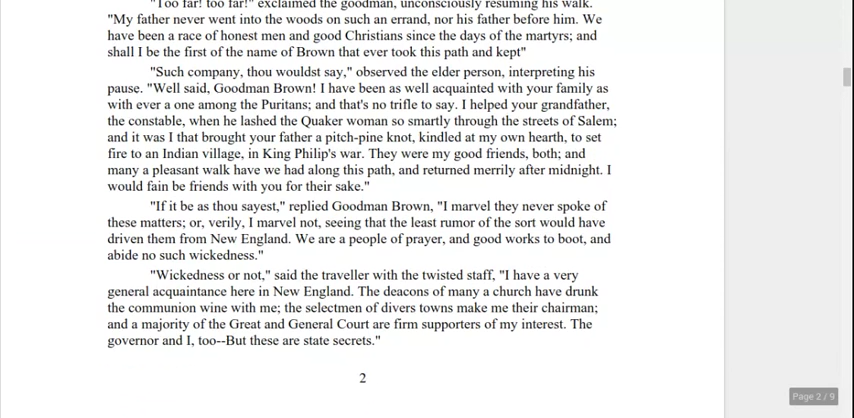 "Too far! too far!" exclaimed the goodman, unconsciously resuming his walk.
"My father never went into the woods on such an errand, nor his father before him. We
have been a race of honest men and good Christians since the days of the martyrs; and
shall I be the first of the name of Brown that ever took this path and kept"
"Such company, thou wouldst say," observed the elder person, interpreting his
pause. "Well said, Goodman Brown! I have been as well acquainted with your family as
with ever a one among the Puritans; and that's no trifle to say. I helped your grandfather,
the constable, when he lashed the Quaker woman so smartly through the streets of Salem;
and it was I that brought your father a pitch-pine knot, kindled at my own hearth, to set
fire to an Indian village, in King Philip's war. They were my good friends, both; and
many a pleasant walk have we had along this path, and returned merrily after midnight. I
would fain be friends with you for their sake."
"If it be as thou sayest," replied Goodman Brown, "I marvel they never spoke of
these matters; or, verily, I marvel not, seeing that the least rumor of the sort would have
driven them from New England. We are a people of prayer, and good works to boot, and
abide no such wickedness."
"Wickedness or not," said the traveller with the twisted staff, "I have a very
general acquaintance here in New England. The deacons of many a church have drunk
the communion wine with me; the selectmen of divers towns make me their chairman;
and a majority of the Great and General Court are firm supporters of my interest. The
governor and I, too--But these are state secrets."
2
Page 2 / 9